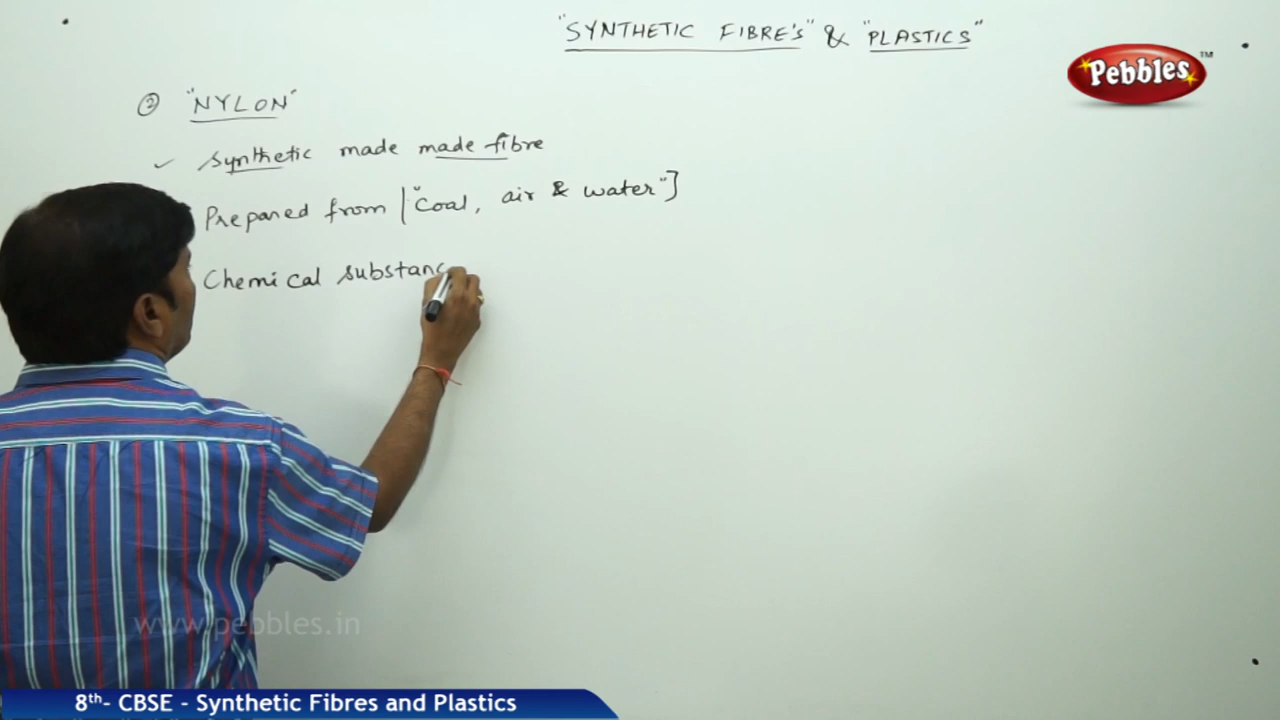 "SYNTHETIC FIBRE'S" & "PLASTICS"
Pebbles™
② "NYLON"
✓ Synthetic made made fibre
Prepared from ["Coal, air & water"]
Chemical substanc
www.pebbles.in
8th- CBSE - Synthetic Fibres and Plastics